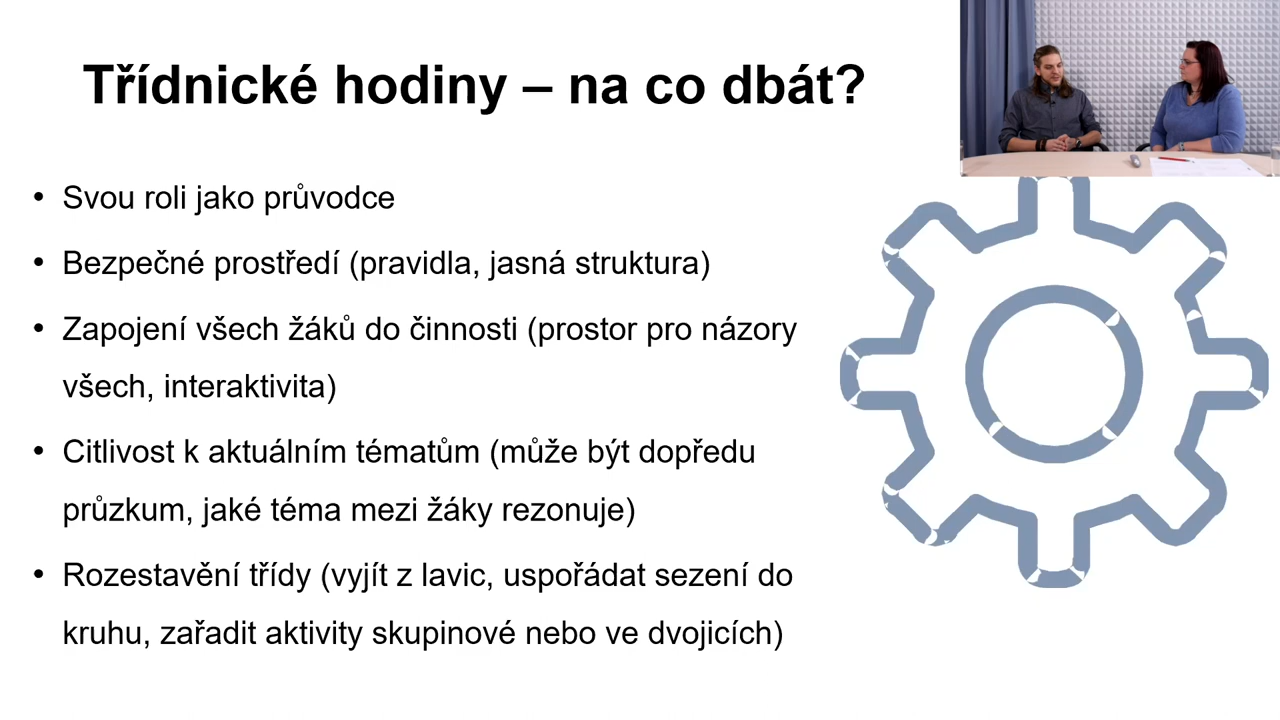 Třídnické hodiny – na co dbát?
• Svou roli jako průvodce
• Bezpečné prostředí (pravidla, jasná struktura)
• Zapojení všech žáků do činnosti (prostor pro názory
všech, interaktivita)
• Citlivost k aktuálním tématům (může být dopředu
průzkum, jaké téma mezi žáky rezonuje)
• Rozestavění třídy (vyjít z lavic, uspořádat sezení do
kruhu, zařadit aktivity skupinové nebo ve dvojicích)